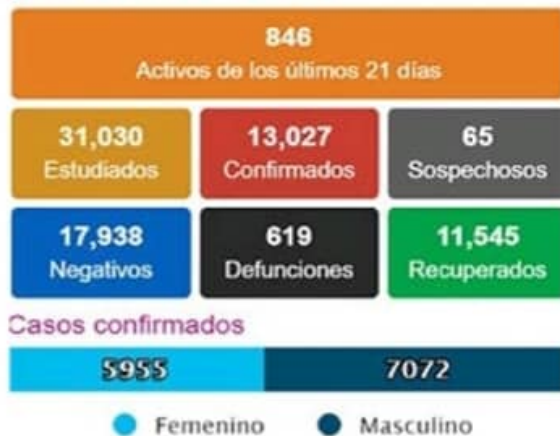 846
Activos de los últimos 21 días
31,030
Estudiados
13,027
Confirmados
65
Sospechosos
17,938
Negativos
619
Defunciones
11,545
Recuperados
Casos confirmados
5955
7072
Femenino
Masculino